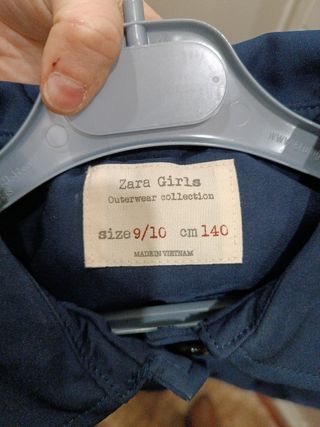 Zara Girls
Outerwear collection
size 9/10 cm 140
MADE IN VIETNAM